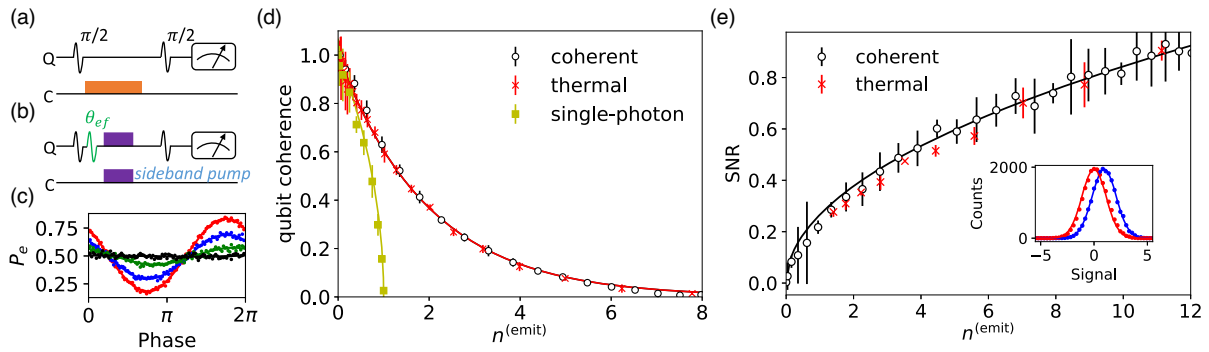 (a)
π/2 π/2
Q
C
(b)
θef
Q
C sideband pump
(c)
0.75
0.50
0.25
Pe
0 π 2π
Phase
(d)
1.0
0.8
0.6
0.4
0.2
0.0
qubit coherence
coherent
thermal
single-photon
0 2 4 6 8
n(emit)
(e)
0.8
0.6
0.4
0.2
0.0
SNR
coherent
thermal
2000
0
Counts
−5 0 5
Signal
0 2 4 6 8 10 12
n(emit)